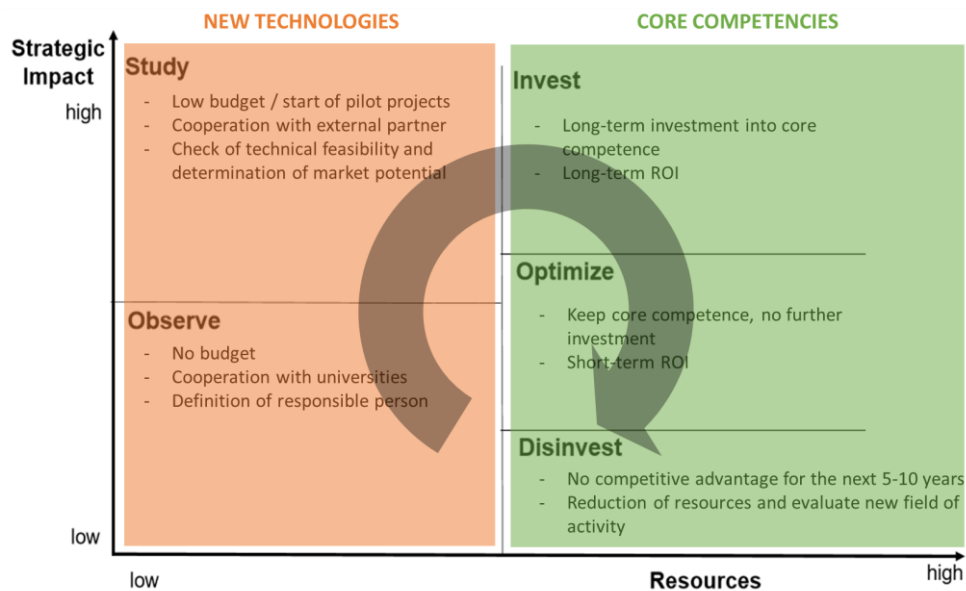 NEW TECHNOLOGIES
CORE COMPETENCIES
Strategic
Impact
high
Study
- Low budget / start of pilot projects
- Cooperation with external partner
- Check of technical feasibility and
determination of market potential
Invest
- Long-term investment into core
competence
- Long-term ROI
Observe
- No budget
- Cooperation with universities
- Definition of responsible person
Optimize
- Keep core competence, no further
investment
- Short-term ROI
Disinvest
- No competitive advantage for the next 5-10 years
- Reduction of resources and evaluate new field of
activity
low
low
Resources
high